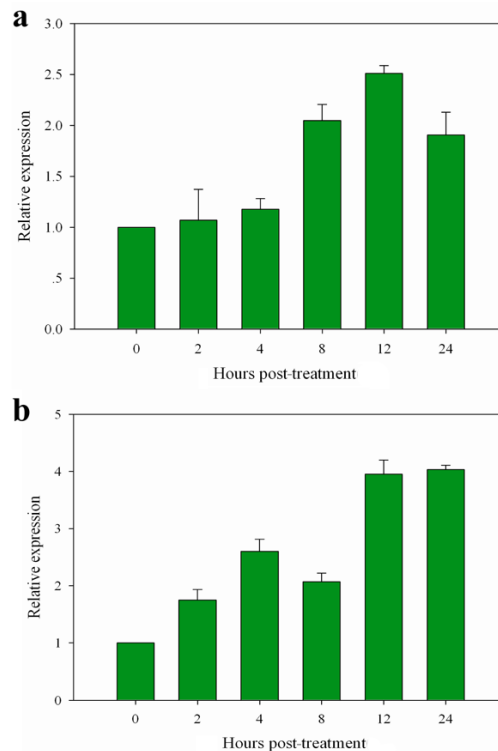 a
3.0
2.5
2.0
1.5
1.0
.5
0.0
Relative expression
0 2 4 8 12 24
Hours post-treatment
b
5
4
3
2
1
0
Relative expression
0 2 4 8 12 24
Hours post-treatment